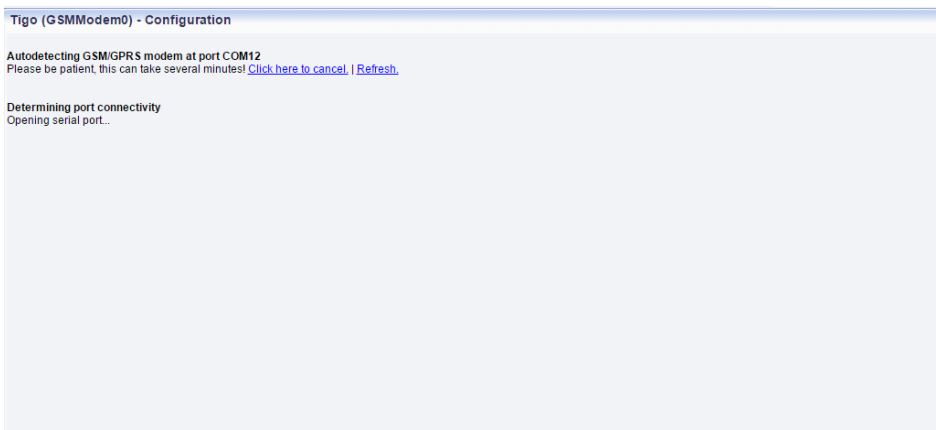 Tigo (GSMModem0) - Configuration
Autodetecting GSM/GPRS modem at port COM12
Please be patient, this can take several minutes! Click here to cancel. | Refresh.
Determining port connectivity
Opening serial port...